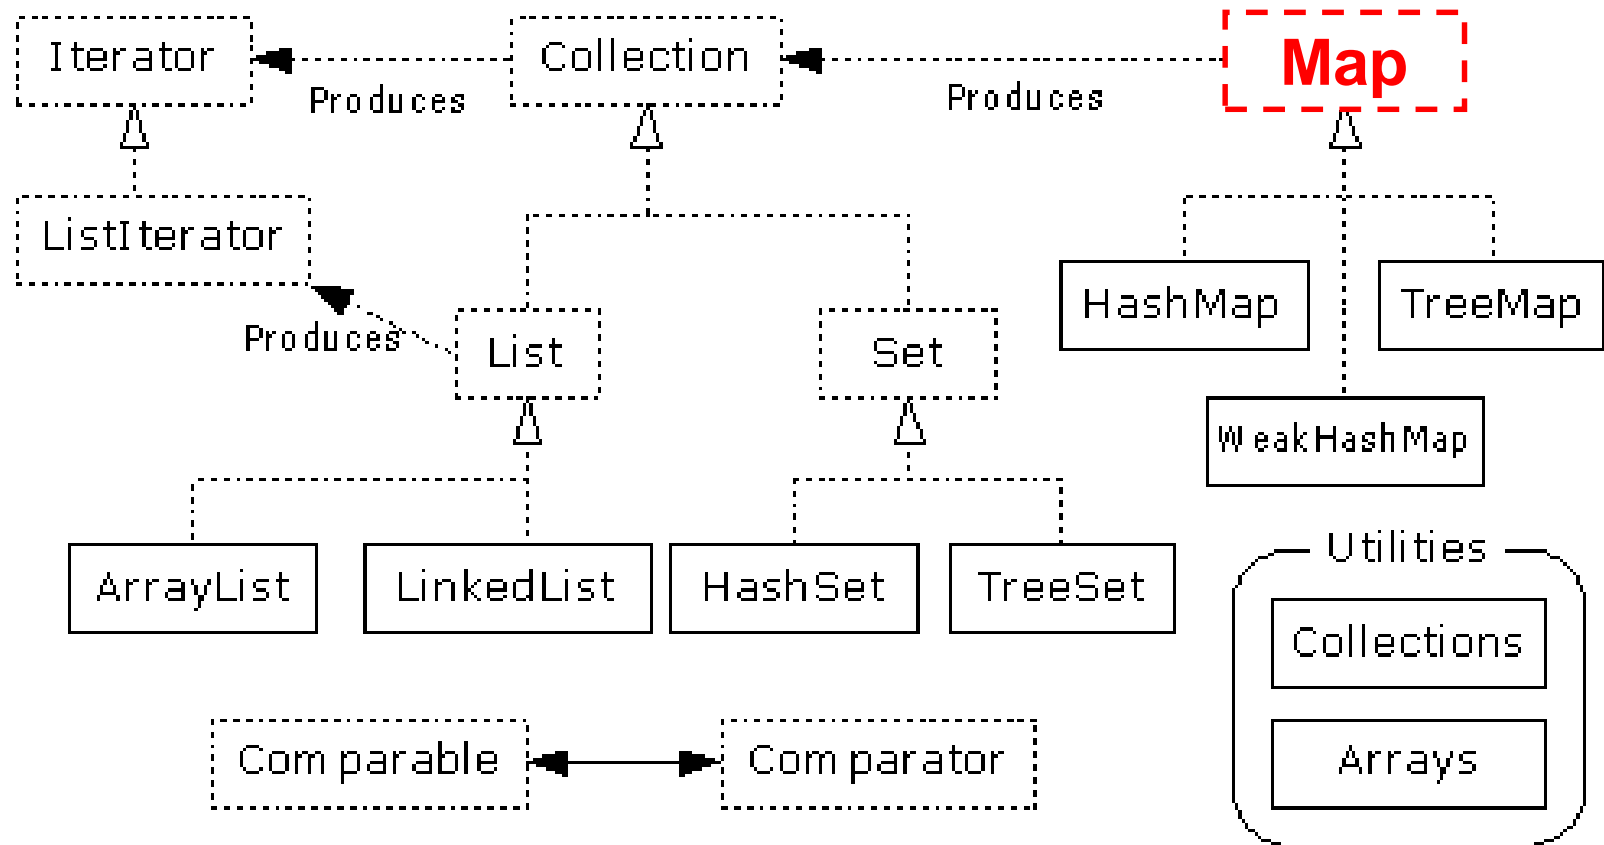 Iterator
Collection
Map
Produces
Produces
ListIterator
HashMap
TreeMap
Produces
List
Set
WeakHashMap
Utilities
ArrayList
LinkedList
HashSet
TreeSet
Collections
Comparable
Comparator
Arrays